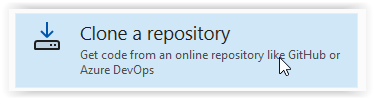 Clone a repository
Get code from an online repository like GitHub or
Azure DevOps